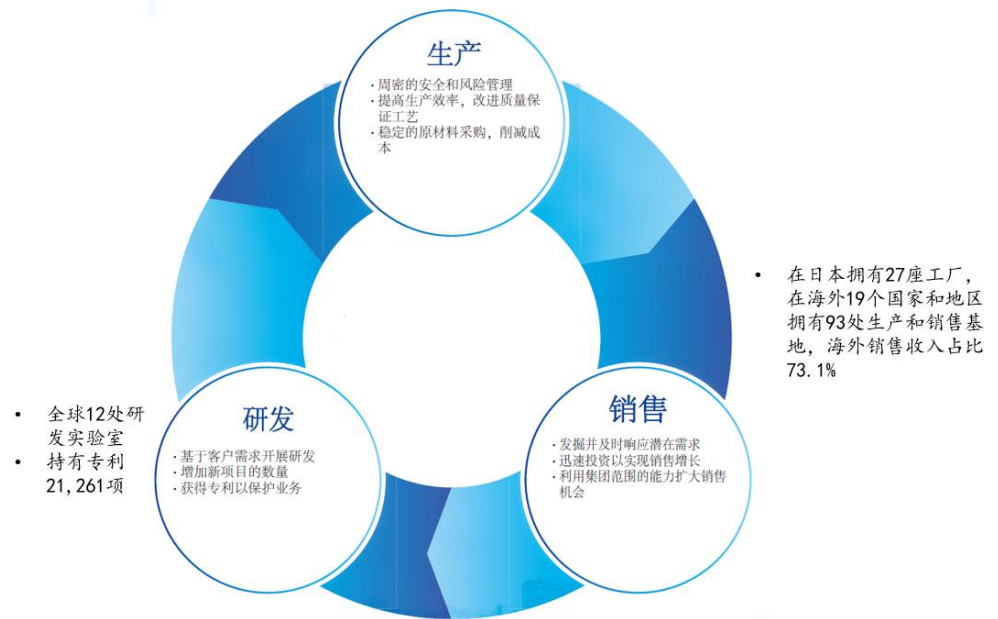 生产
·周密的安全和风险管理
·提高生产效率，改进质量保
证工艺
·稳定的原材料采购，削减成
本
• 在日本拥有27座工厂，
在海外19个国家和地区
拥有93处生产和销售基
地，海外销售收入占比
73.1%
• 全球12处研
发实验室
• 持有专利
21,261项
研发
·基于客户需求开展研发
·增加新项目的数量
·获得专利以保护业务
销售
·发掘并及时响应潜在需求
·迅速投资以实现销售增长
·利用集团范围的能力扩大销售
机会